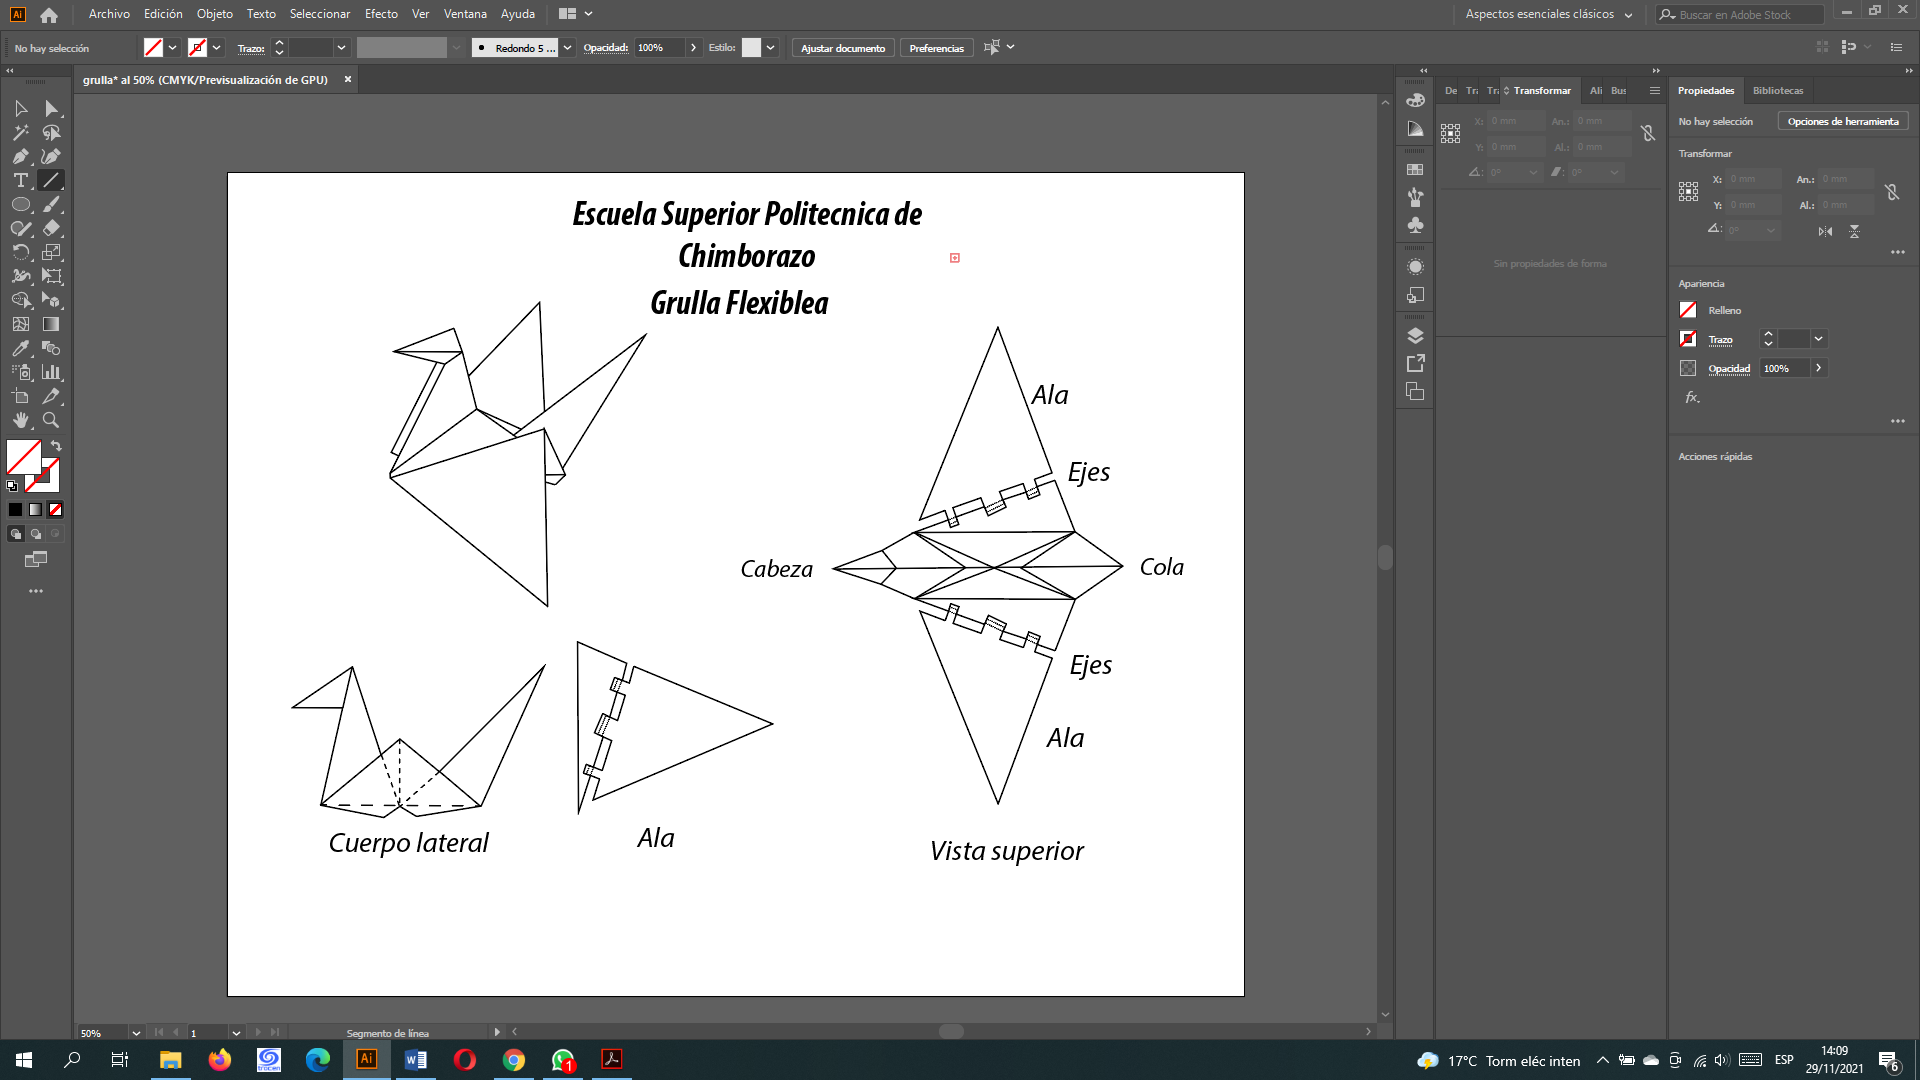 Ai
Archivo Edición Objeto Texto Seleccionar Efecto Ver Ventana Ayuda
Aspectos esenciales clásicos
Buscar en Adobe Stock
No hay selección
Trazo:
Redondo 5 ...
Opacidad: 100%
Estilo:
Ajustar documento
Preferencias
grulla* al 50% (CMYK/Previsualización de GPU)
De Tra Tra Transformar Ali Bus
X: 0 mm An.: 0 mm
Y: 0 mm Al.: 0 mm
0° 0°
Propiedades Bibliotecas
No hay selección
Opciones de herramienta
Transformar
X: 0 mm An.: 0 mm
Y: 0 mm Al.: 0 mm
0°
Sin propiedades de forma
Apariencia
Relleno
Trazo
Opacidad 100%
fx.
Acciones rápidas
Escuela Superior Politecnica de
Chimborazo
Grulla Flexiblea
Ala
Ejes
Cabeza
Cola
Ejes
Ala
Cuerpo lateral
Ala
Vista superior
50%
1
Segmento de línea
Ai
1
17°C Torm eléc inten
ESP
14:09
29/11/2021
6